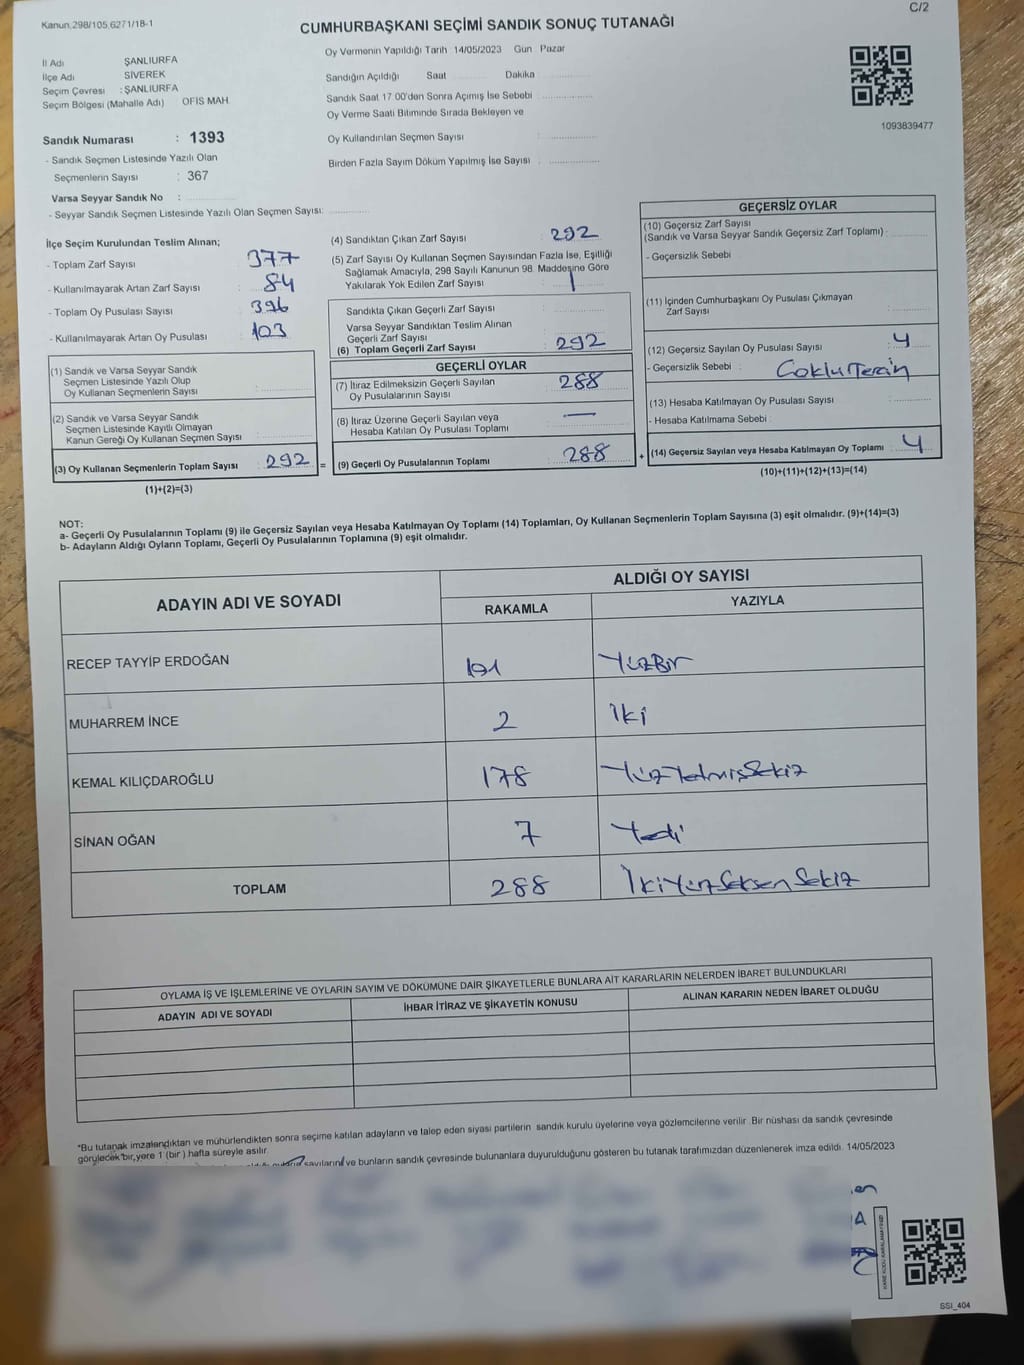 Kanun,298/105,6271/18-1
C/2
CUMHURBAŞKANI SEÇİMİ SANDIK SONUÇ TUTANAĞI
İl Adı ŞANLIURFA
İlçe Adı SİVEREK
Seçim Çevresi : ŞANLIURFA
Seçim Bölgesi (Mahalle Adı) OFİS MAH.
Sandık Numarası : 1393
- Sandık Seçmen Listesinde Yazılı Olan
Seçmenlerin Sayısı : 367
Varsa Seyyar Sandık No :
- Seyyar Sandık Seçmen Listesinde Yazılı Olan Seçmen Sayısı:
Oy Vermenin Yapıldığı Tarih 14/05/2023 Gün Pazar
Sandığın Açıldığı Saat Dakika
Sandık Saat 17 00'den Sonra Açımış İse Sebebi
Oy Verme Saati Bitiminde Sırada Bekleyen ve
Oy Kullandırılan Seçmen Sayısı
Birden Fazla Sayım Döküm Yapılmış İse Sayısı
1093839477
İlçe Seçim Kurulundan Teslim Alınan;
- Toplam Zarf Sayısı 377
- Kullanılmayarak Artan Zarf Sayısı 84
- Toplam Oy Pusulası Sayısı 396
- Kullanılmayarak Artan Oy Pusulası 103
(1) Sandık ve Varsa Seyyar Sandık
Seçmen Listesinde Yazılı Olup
Oy Kullanan Seçmenlerin Sayısı
(2) Sandık ve Varsa Seyyar Sandık
Seçmen Listesinde Kayıtlı Olmayan
Kanun Gereği Oy Kullanan Seçmen Sayısı
(3) Oy Kullanan Seçmenlerin Toplam Sayısı : 292 =
(1)+(2)=(3)
(4) Sandıktan Çıkan Zarf Sayısı 292
(5) Zarf Sayısı Oy Kullanan Seçmen Sayısından Fazla İse, Eşitliği
Sağlamak Amacıyla, 298 Sayılı Kanunun 98. Maddesine Göre
Yakılarak Yok Edilen Zarf Sayısı 1
Sandıkta Çıkan Geçerli Zarf Sayısı
Varsa Seyyar Sandıktan Teslim Alınan
Geçerli Zarf Sayısı
(6) Toplam Geçerli Zarf Sayısı 292
GEÇERLİ OYLAR
(7) İtiraz Edilmeksizin Geçerli Sayılan
Oy Pusulalarının Sayısı 288
(8) İtiraz Üzerine Geçerli Sayılan veya
Hesaba Katılan Oy Pusulası Toplamı —
(9) Geçerli Oy Pusulalarının Toplamı 288 +
GEÇERSİZ OYLAR
(10) Geçersiz Zarf Sayısı
(Sandık ve Varsa Seyyar Sandık Geçersiz Zarf Toplamı) :
- Geçersizlik Sebebi
(11) İçinden Cumhurbaşkanı Oy Pusulası Çıkmayan
Zarf Sayısı
(12) Geçersiz Sayılan Oy Pusulası Sayısı : 4
- Geçersizlik Sebebi : Çoklu Tercih
(13) Hesaba Katılmayan Oy Pusulası Sayısı
- Hesaba Katılmama Sebebi
(14) Geçersiz Sayılan veya Hesaba Katılmayan Oy Toplamı 4
(10)+(11)+(12)+(13)=(14)
NOT:
a- Geçerli Oy Pusulalarının Toplamı (9) ile Geçersiz Sayılan veya Hesaba Katılmayan Oy Toplamı (14) Toplamları, Oy Kullanan Seçmenlerin Toplam Sayısına (3) eşit olmalıdır. (9)+(14)=(3)
b- Adayların Aldığı Oyların Toplamı, Geçerli Oy Pusulalarının Toplamına (9) eşit olmalıdır.
ADAYIN ADI VE SOYADI
ALDIĞI OY SAYISI
RAKAMLA YAZIYLA
RECEP TAYYİP ERDOĞAN 101 YüzBir
MUHARREM İNCE 2 İki
KEMAL KILIÇDAROĞLU 178 YüzYetmişSekiz
SİNAN OĞAN 7 Yedi
TOPLAM 288 İkiYüzSeksenSekiz
OYLAMA İŞ VE İŞLEMLERİNE VE OYLARIN SAYIM VE DÖKÜMÜNE DAİR ŞİKAYETLERLE BUNLARA AİT KARARLARIN NELERDEN İBARET BULUNDUKLARI
ADAYIN ADI VE SOYADI İHBAR İTİRAZ VE ŞİKAYETİN KONUSU ALINAN KARARIN NEDEN İBARET OLDUĞU
*Bu tutanak imzalandıktan ve mühürlendikten sonra seçime katılan adayların ve talep eden siyasi partilerin sandık kurulu üyelerine veya gözlemcilerine verilir. Bir nüshası da sandık çevresinde
görülecek bir yere 1 (bir) hafta süreyle asılır.
sayılarını ve bunların sandık çevresinde bulunanlara duyurulduğunu gösteren bu tutanak tarafımızdan düzenlenerek imza edildi. 14/05/2023
SSI_404